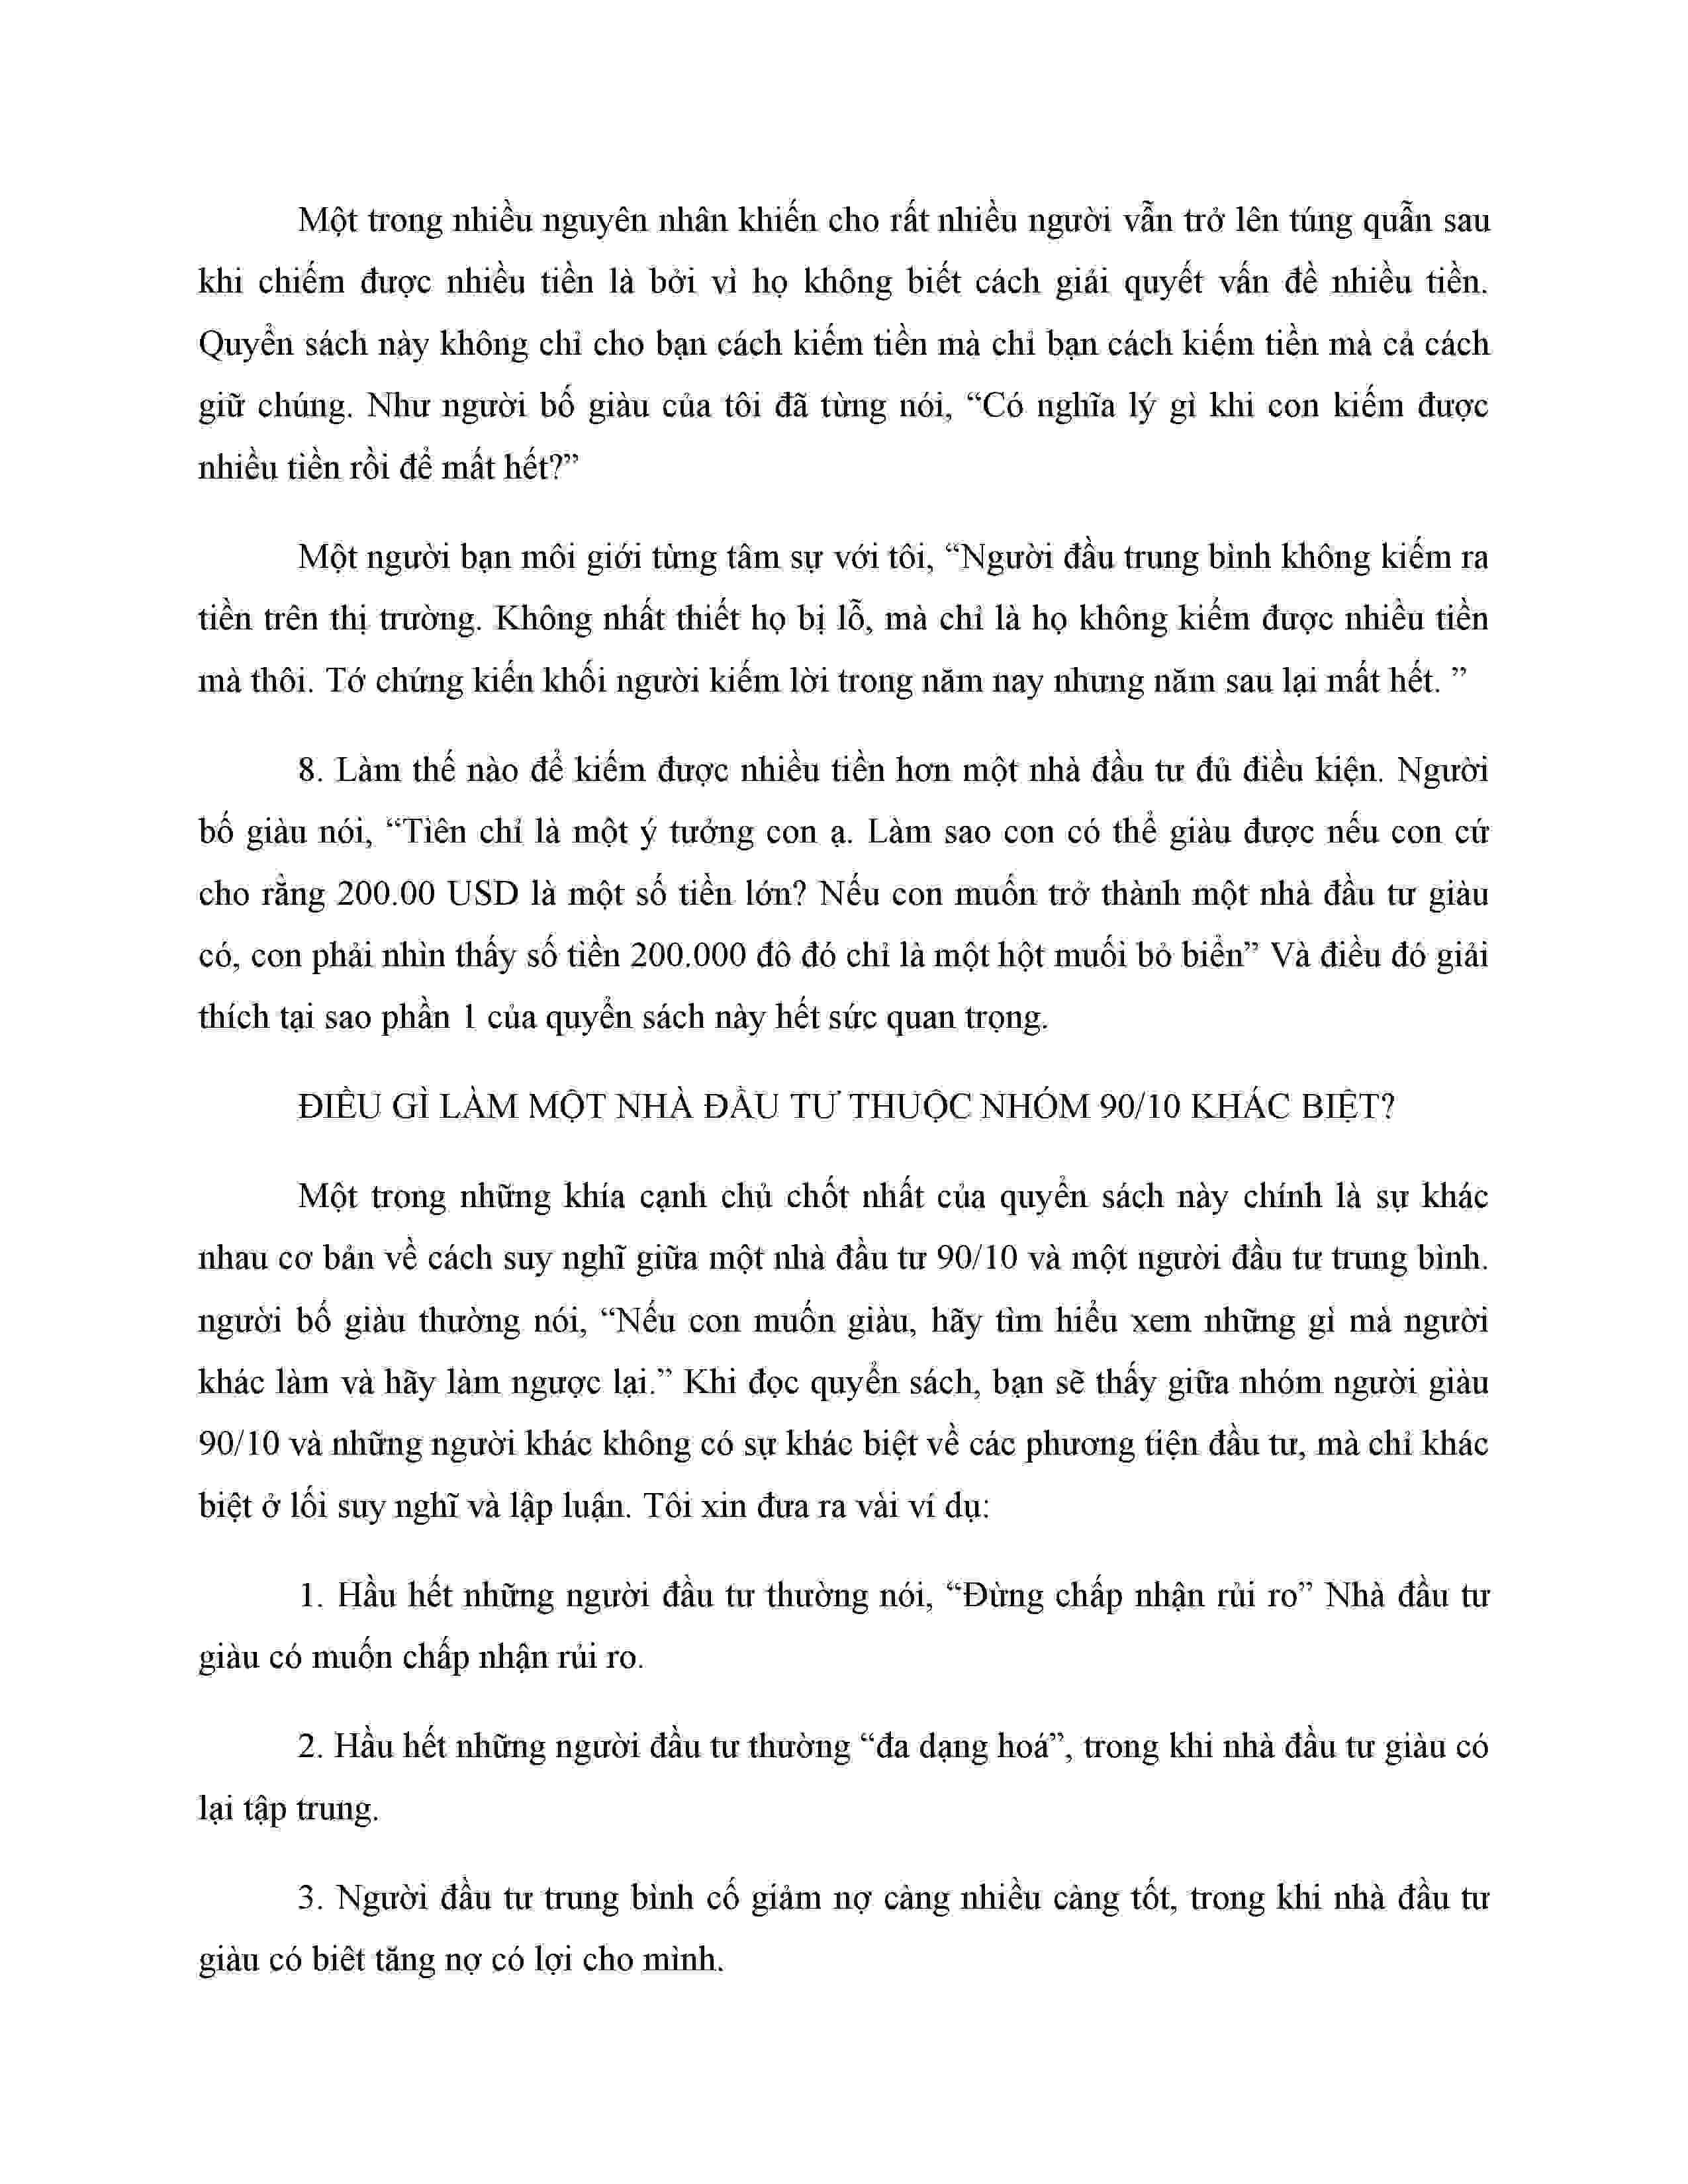 Một trong nhiều nguyên nhân khiến cho rất nhiều người vẫn trở lên túng quẫn sau
khi chiếm được nhiều tiền là bởi vì họ không biết cách giải quyết vấn đề nhiều tiền.
Quyển sách này không chỉ cho bạn cách kiếm tiền mà chỉ bạn cách kiếm tiền mà cả cách
giữ chúng. Như người bố giàu của tôi đã từng nói, “Có nghĩa lý gì khi con kiếm được
nhiều tiền rồi để mất hết?”
Một người bạn môi giới từng tâm sự với tôi, “Người đầu trung bình không kiếm ra
tiền trên thị trường. Không nhất thiết họ bị lỗ, mà chỉ là họ không kiếm được nhiều tiền
mà thôi. Tớ chứng kiến khối người kiếm lời trong năm nay nhưng năm sau lại mất hết. ”
8. Làm thế nào để kiếm được nhiều tiền hơn một nhà đầu tư đủ điều kiện. Người
bố giàu nói, “Tiên chỉ là một ý tưởng con ạ. Làm sao con có thể giàu được nếu con cứ
cho rằng 200.00 USD là một số tiền lớn? Nếu con muốn trở thành một nhà đầu tư giàu
có, con phải nhìn thấy số tiền 200.000 đô đó chỉ là một hột muối bỏ biển” Và điều đó giải
thích tại sao phần 1 của quyển sách này hết sức quan trọng.
ĐIỀU GÌ LÀM MỘT NHÀ ĐẦU TƯ THUỘC NHÓM 90/10 KHÁC BIỆT?
Một trong những khía cạnh chủ chốt nhất của quyển sách này chính là sự khác
nhau cơ bản về cách suy nghĩ giữa một nhà đầu tư 90/10 và một người đầu tư trung bình.
người bố giàu thường nói, “Nếu con muốn giàu, hãy tìm hiểu xem những gì mà người
khác làm và hãy làm ngược lại.” Khi đọc quyển sách, bạn sẽ thấy giữa nhóm người giàu
90/10 và những người khác không có sự khác biệt về các phương tiện đầu tư, mà chỉ khác
biệt ở lối suy nghĩ và lập luận. Tôi xin đưa ra vài ví dụ:
1. Hầu hết những người đầu tư thường nói, “Đừng chấp nhận rủi ro” Nhà đầu tư
giàu có muốn chấp nhận rủi ro.
2. Hầu hết những người đầu tư thường “đa dạng hoá”, trong khi nhà đầu tư giàu có
lại tập trung.
3. Người đầu tư trung bình cố giảm nợ càng nhiều càng tốt, trong khi nhà đầu tư
giàu có biêt tăng nợ có lợi cho mình.